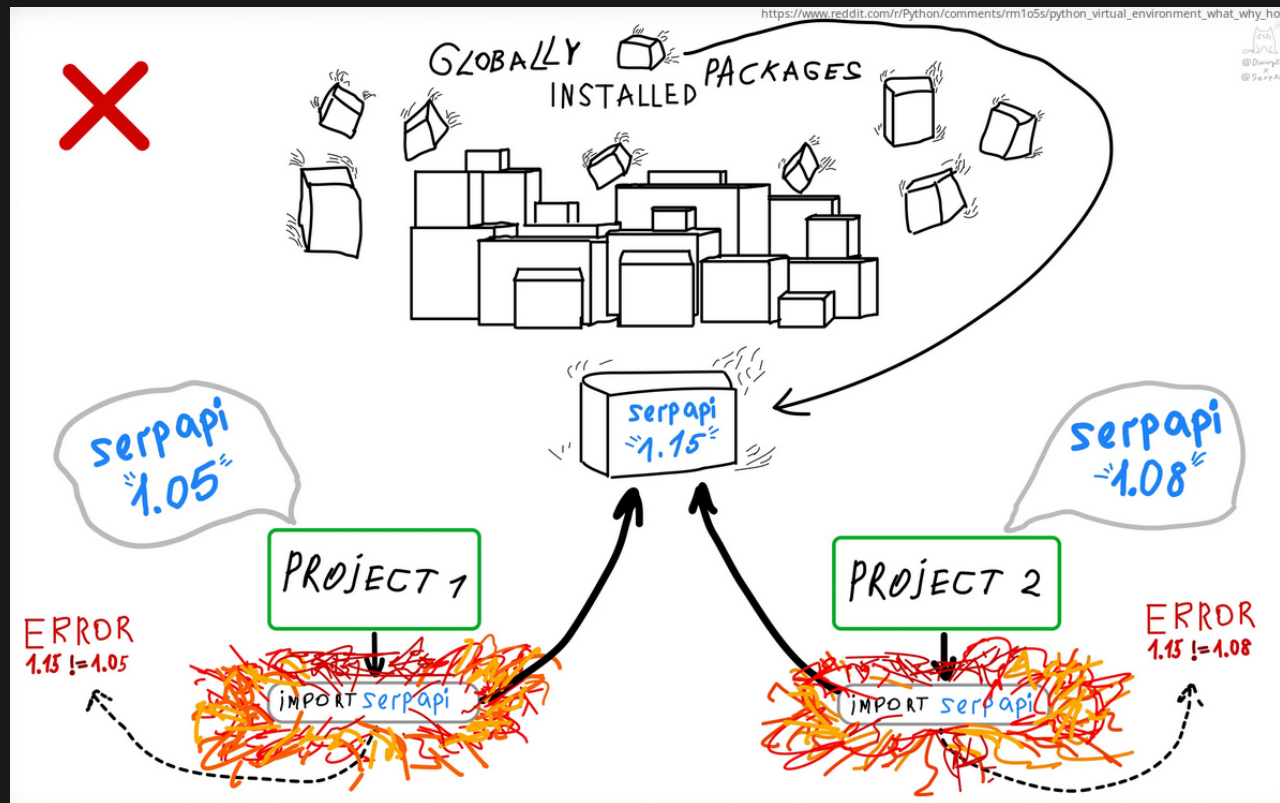 https://www.reddit.com/r/Python/comments/rm1o5s/python_virtual_environment_what_why_ho
GLOBALLY
PACKAGES
INSTALLED
serpapi
1.15
serpapi
"1.05"
serpapi
1.08
PROJECT 1
PROJECT 2
ERROR
1.15 != 1.05
ERROR
1.15 != 1.08
IMPORT serpapi
IMPORT serpapi